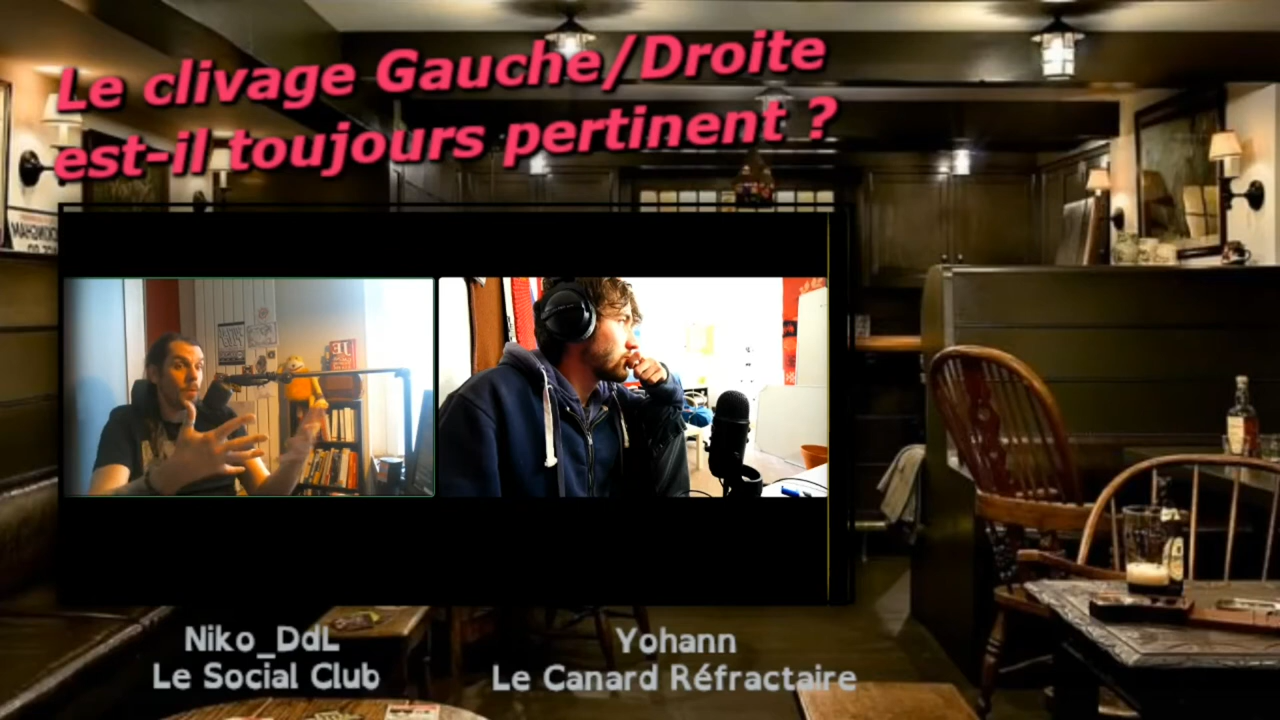 Le clivage Gauche/Droite
est-il toujours pertinent ?
Niko_DdL
Le Social Club
Yohann
Le Canard Réfractaire